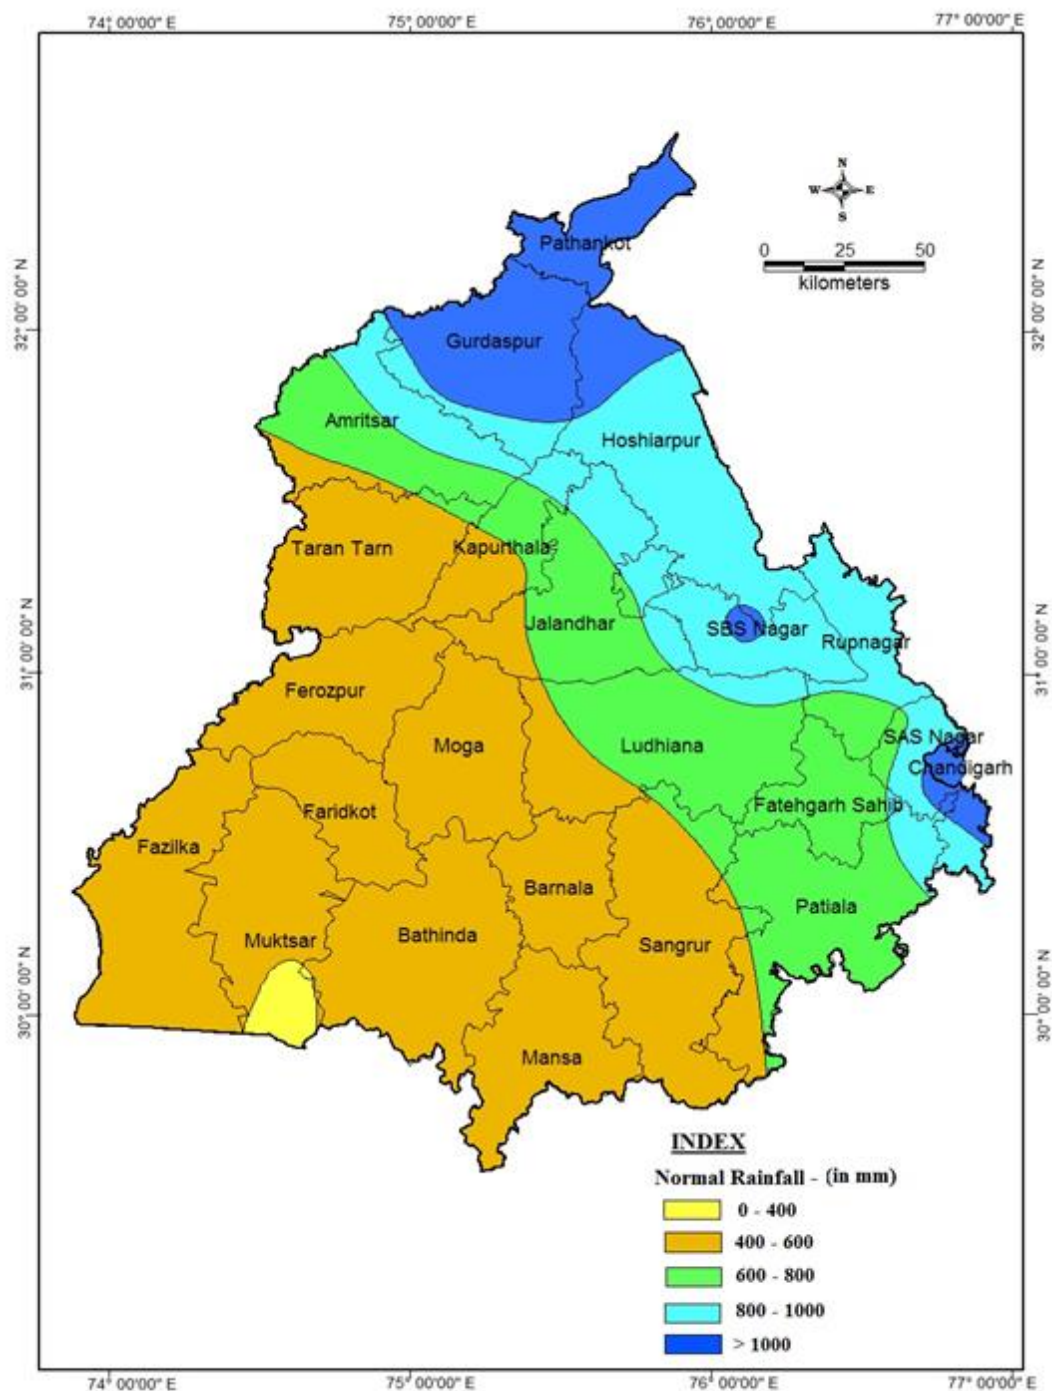 74° 00'00" E
75° 00'00" E
76° 00'00" E
77° 00'00" E
N
W E
S
0 25 50
kilometers
Pathankot
32° 00' 00" N
32° 00' 00" N
Gurdaspur
Amritsar
Hoshiarpur
Taran Tarn
Kapurthala
Jalandhar
SBS Nagar
Rupnagar
31° 00' 00" N
31° 00' 00" N
Ferozpur
Moga
Ludhiana
SAS Nagar
Chandigarh
Faridkot
Fatehgarh Sahib
Fazilka
Barnala
Patiala
Muktsar
Bathinda
Sangrur
30° 00' 00" N
30° 00' 00" N
Mansa
INDEX
Normal Rainfall - (in mm)
0 - 400
400 - 600
600 - 800
800 - 1000
> 1000
74° 00'00" E
75° 00'00" E
76° 00'00" E
77° 00'00" E